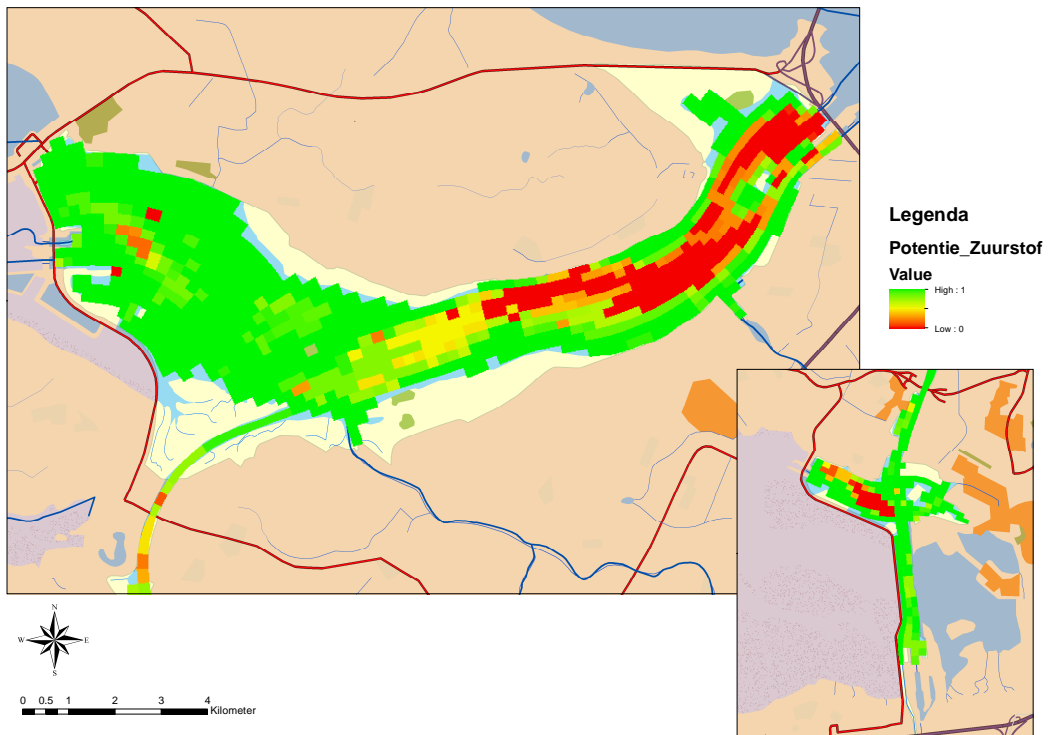 Legenda
Potentie_Zuurstof
Value
High : 1
Low : 0
N
W E
S
0 0.5 1 2 3 4
Kilometer